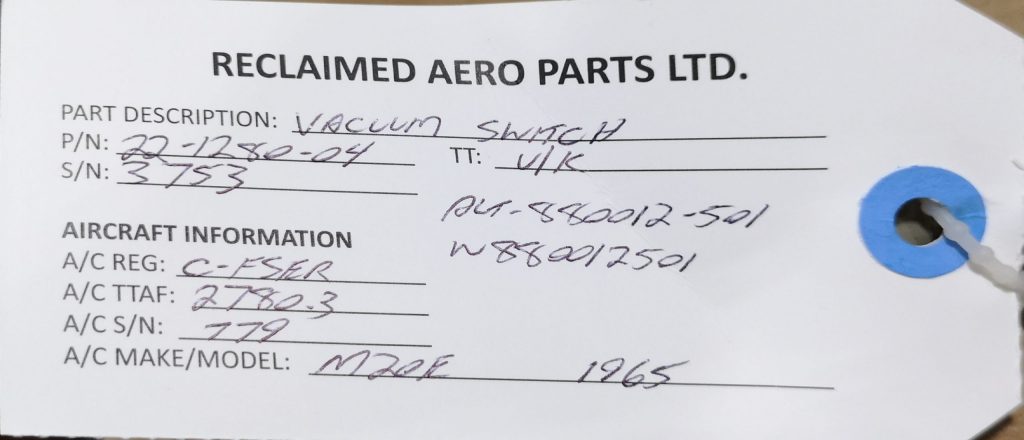 RECLAIMED AERO PARTS LTD.
PART DESCRIPTION: VACUUM SWITCH
P/N: 22-1280-04 TT: U/K
S/N: 3753
ALT-880012-501
AIRCRAFT INFORMATION
W880012501
A/C REG: C-FSER
A/C TTAF: 2780.3
A/C S/N: 779
A/C MAKE/MODEL: M20E 1965